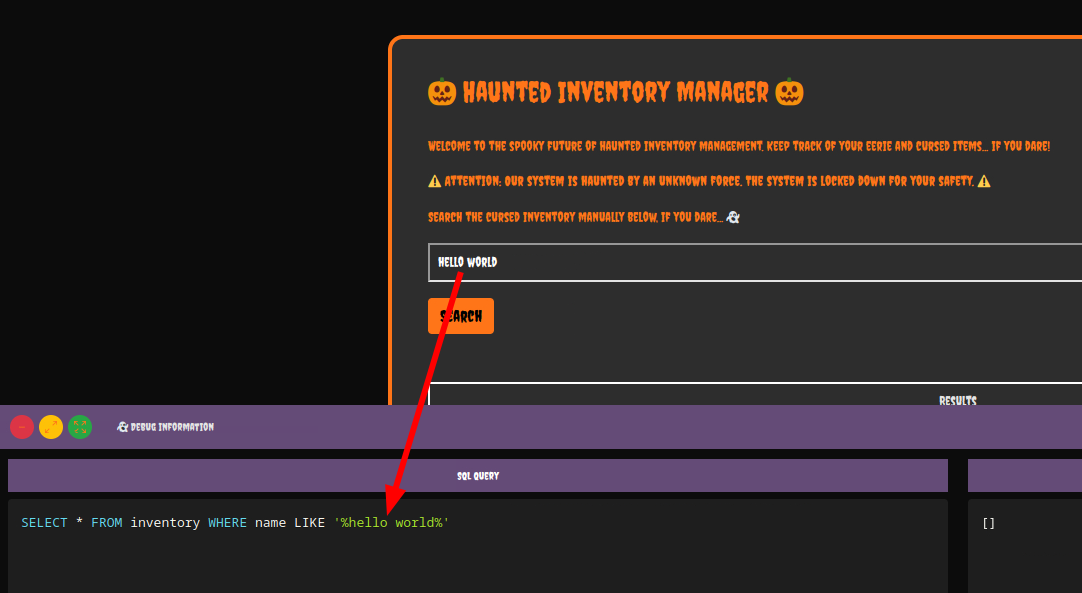 🎃 HAUNTED INVENTORY MANAGER 🎃
WELCOME TO THE SPOOKY FUTURE OF HAUNTED INVENTORY MANAGEMENT. KEEP TRACK OF YOUR EERIE AND CURSED ITEMS... IF YOU DARE!
⚠️ ATTENTION: OUR SYSTEM IS HAUNTED BY AN UNKNOWN FORCE. THE SYSTEM IS LOCKED DOWN FOR YOUR SAFETY. ⚠️
SEARCH THE CURSED INVENTORY MANUALLY BELOW, IF YOU DARE... 👻
HELLO WORLD
SEARCH
RESULTS
👻 DEBUG INFORMATION
SQL QUERY
SELECT * FROM inventory WHERE name LIKE '%hello world%'
[]